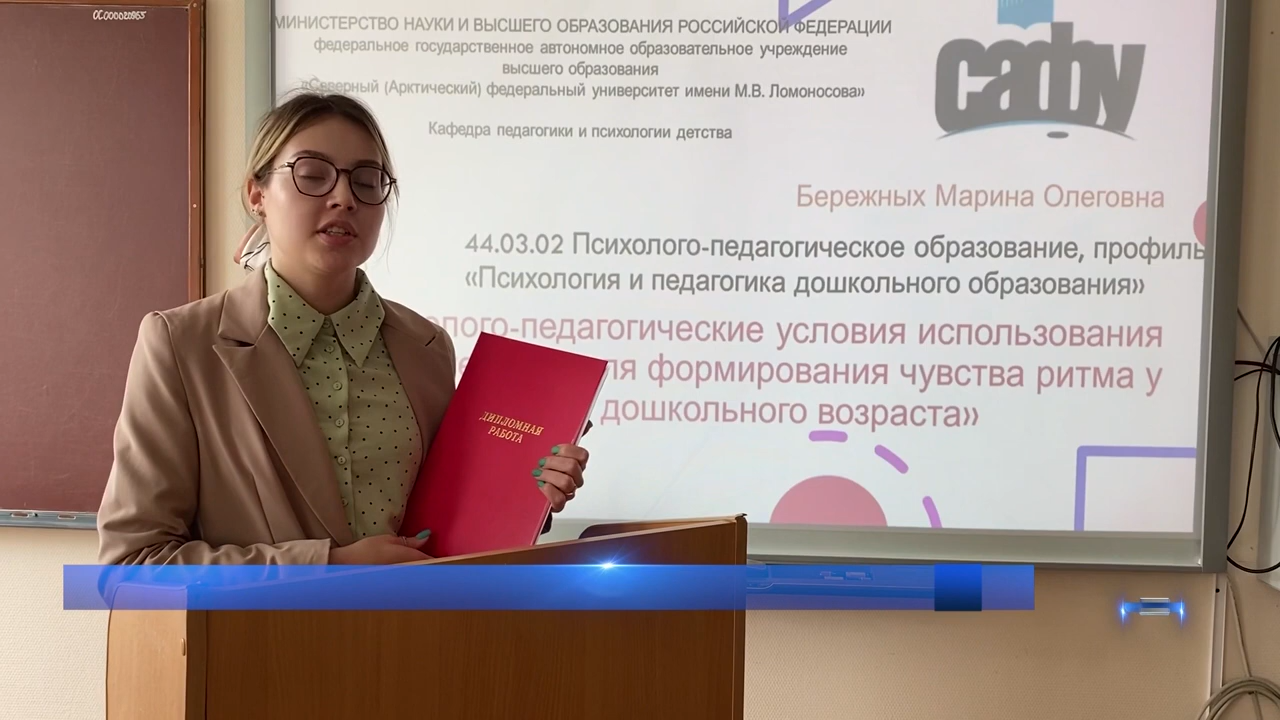 ОС000020865
МИНИСТЕРСТВО НАУКИ И ВЫСШЕГО ОБРАЗОВАНИЯ РОССИЙСКОЙ ФЕДЕРАЦИИ
федеральное государственное автономное образовательное учреждение
высшего образования
«Северный (Арктический) федеральный университет имени М.В. Ломоносова»
сафу
Кафедра педагогики и психологии детства
Бережных Марина Олеговна
44.03.02 Психолого-педагогическое образование, профиль
«Психология и педагогика дошкольного образования»
педагогические условия использования
формирования чувства ритма у
дошкольного возраста»
ДИПЛОМНАЯ
РАБОТА